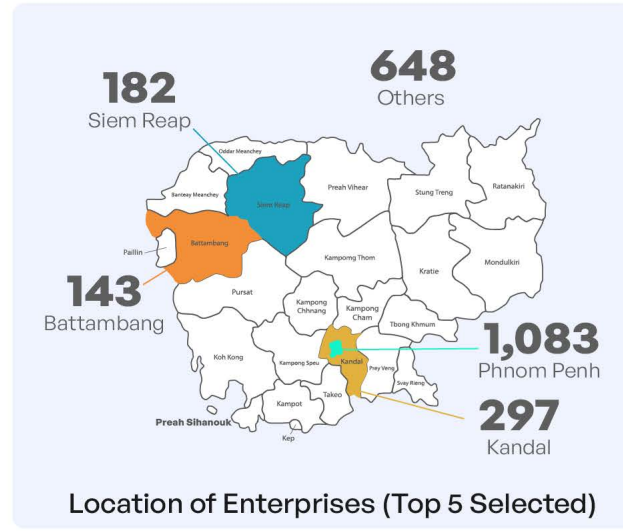 648
Others
182
Siem Reap
Oddar Meanchey
Banteay Meanchey
Siem Reap
Preah Vihear
Stung Treng
Ratanakiri
Battambang
Paillin
Kampomg Thom
Kratie
Mondulkiri
143
Battambang
Pursat
Kampong
Chhnang
Kampong
Cham
Tbong Khmum
1,083
Phnom Penh
Koh Kong
Kampong Speu
Kandal
Prey Veng
Svay Rieng
297
Kandal
Kampot
Takeo
Preah Sihanouk
Kep
Location of Enterprises (Top 5 Selected)